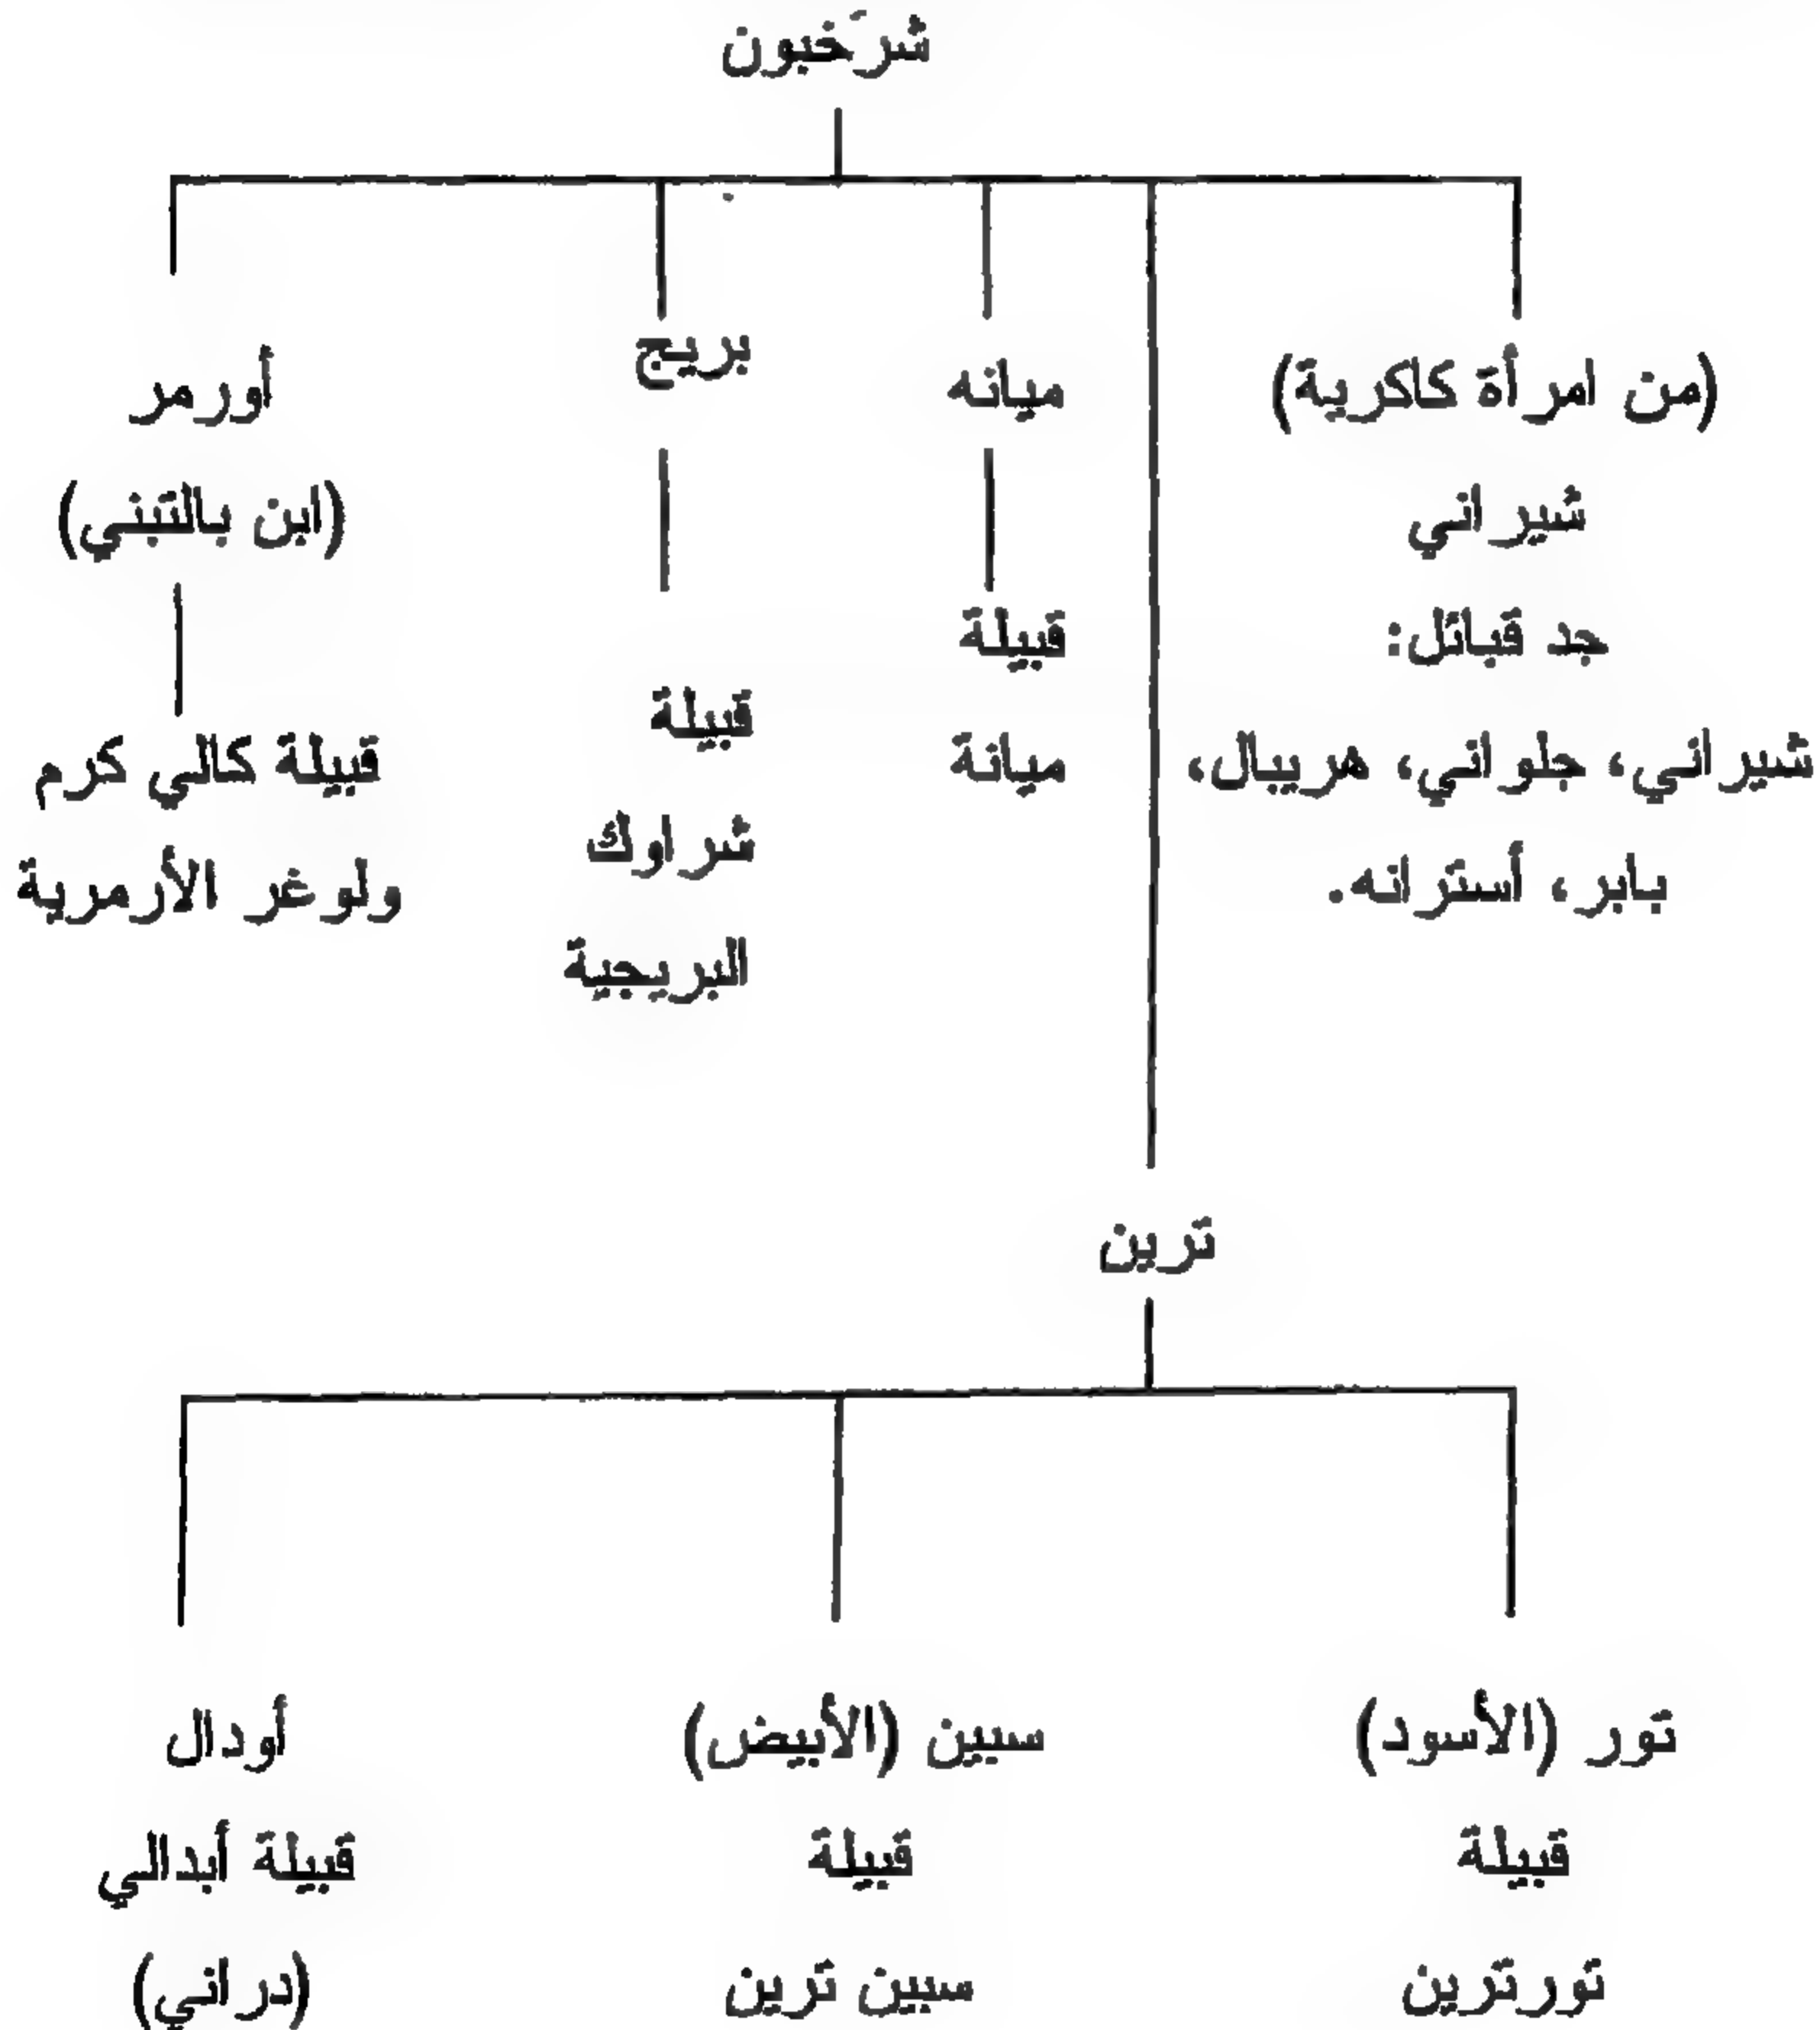 شرَخبون
(من امرأة كاكرية)
شيراني
جد قبائل:
شيراني، جلواني، هريبال،
بابر، أسترانه.
ميانه
قبيلة
ميانة
بريج
قبيلة
شراوك
البريجية
أورمر
(ابن بالتبني)
قبيلة كالي كرم
ولوغر الأرمرية
ترين
تور (الأسود)
قبيلة
تورترين
سبين (الأبيض)
قبيلة
سبين ترين
أودال
قبيلة أبدالي
(دراني)